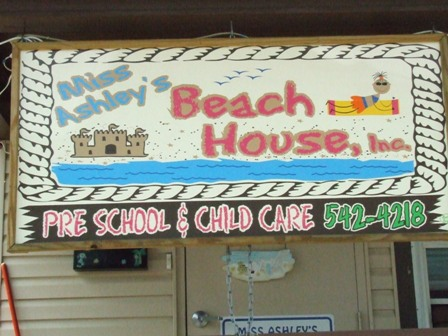 Miss
Ashley's
Beach
House, Inc.
PRE SCHOOL & CHILD CARE 542-4218
MISS ASHLEY'S